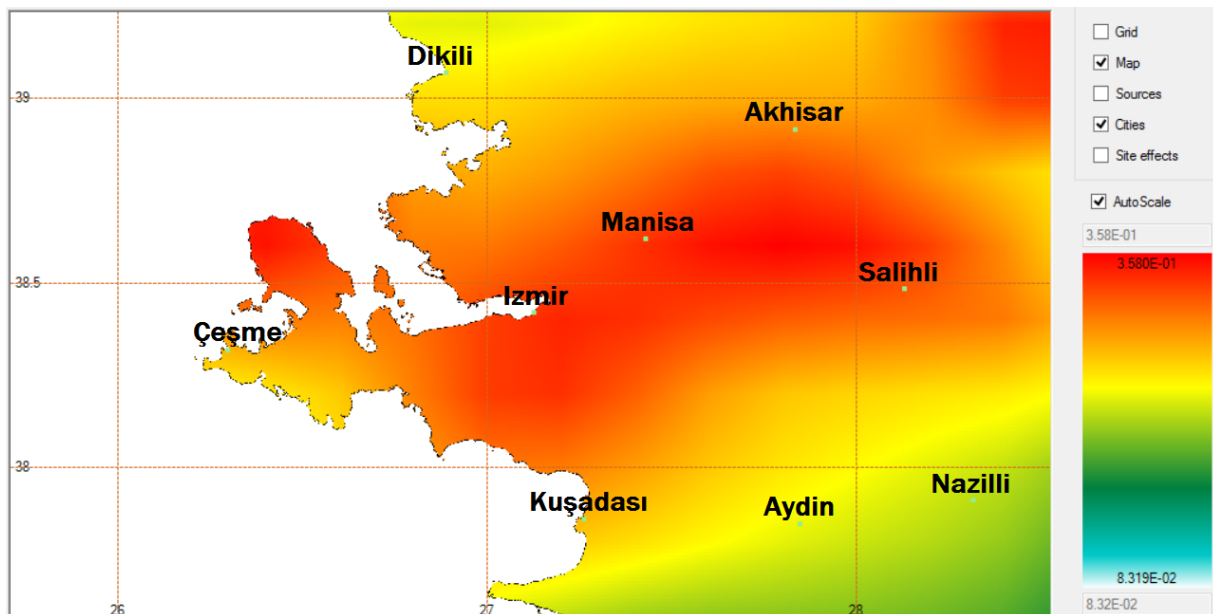 Dikili
39
Akhisar
Manisa
38.5
Izmir
Salihli
Çeşme
38
Kuşadası
Aydin
Nazilli
26
27
28
Grid
Map
Sources
Cities
Site effects
AutoScale
3.58E-01
3.580E-01
8.319E-02
8.32E-02